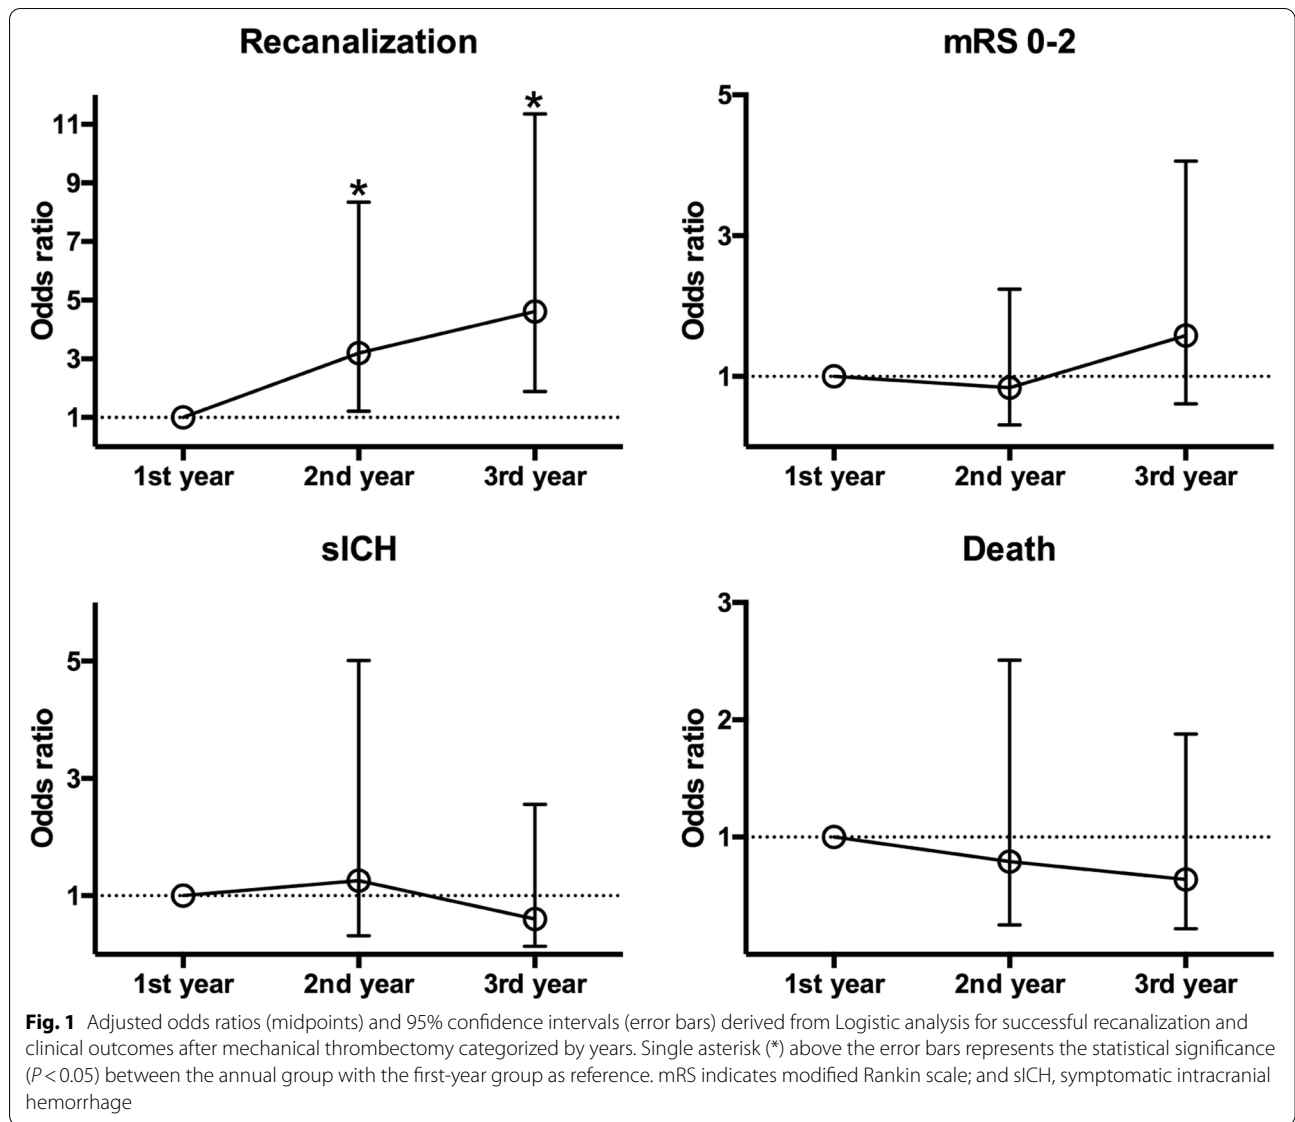 Recanalization
*
*
11
9
7
5
3
1
Odds ratio
1st year 2nd year 3rd year
mRS 0-2
5
3
1
Odds ratio
1st year 2nd year 3rd year
sICH
5
3
1
Odds ratio
1st year 2nd year 3rd year
Death
3
2
1
Odds ratio
1st year 2nd year 3rd year
Fig. 1 Adjusted odds ratios (midpoints) and 95% confidence intervals (error bars) derived from Logistic analysis for successful recanalization and
clinical outcomes after mechanical thrombectomy categorized by years. Single asterisk (*) above the error bars represents the statistical significance
(P < 0.05) between the annual group with the first-year group as reference. mRS indicates modified Rankin scale; and sICH, symptomatic intracranial
hemorrhage